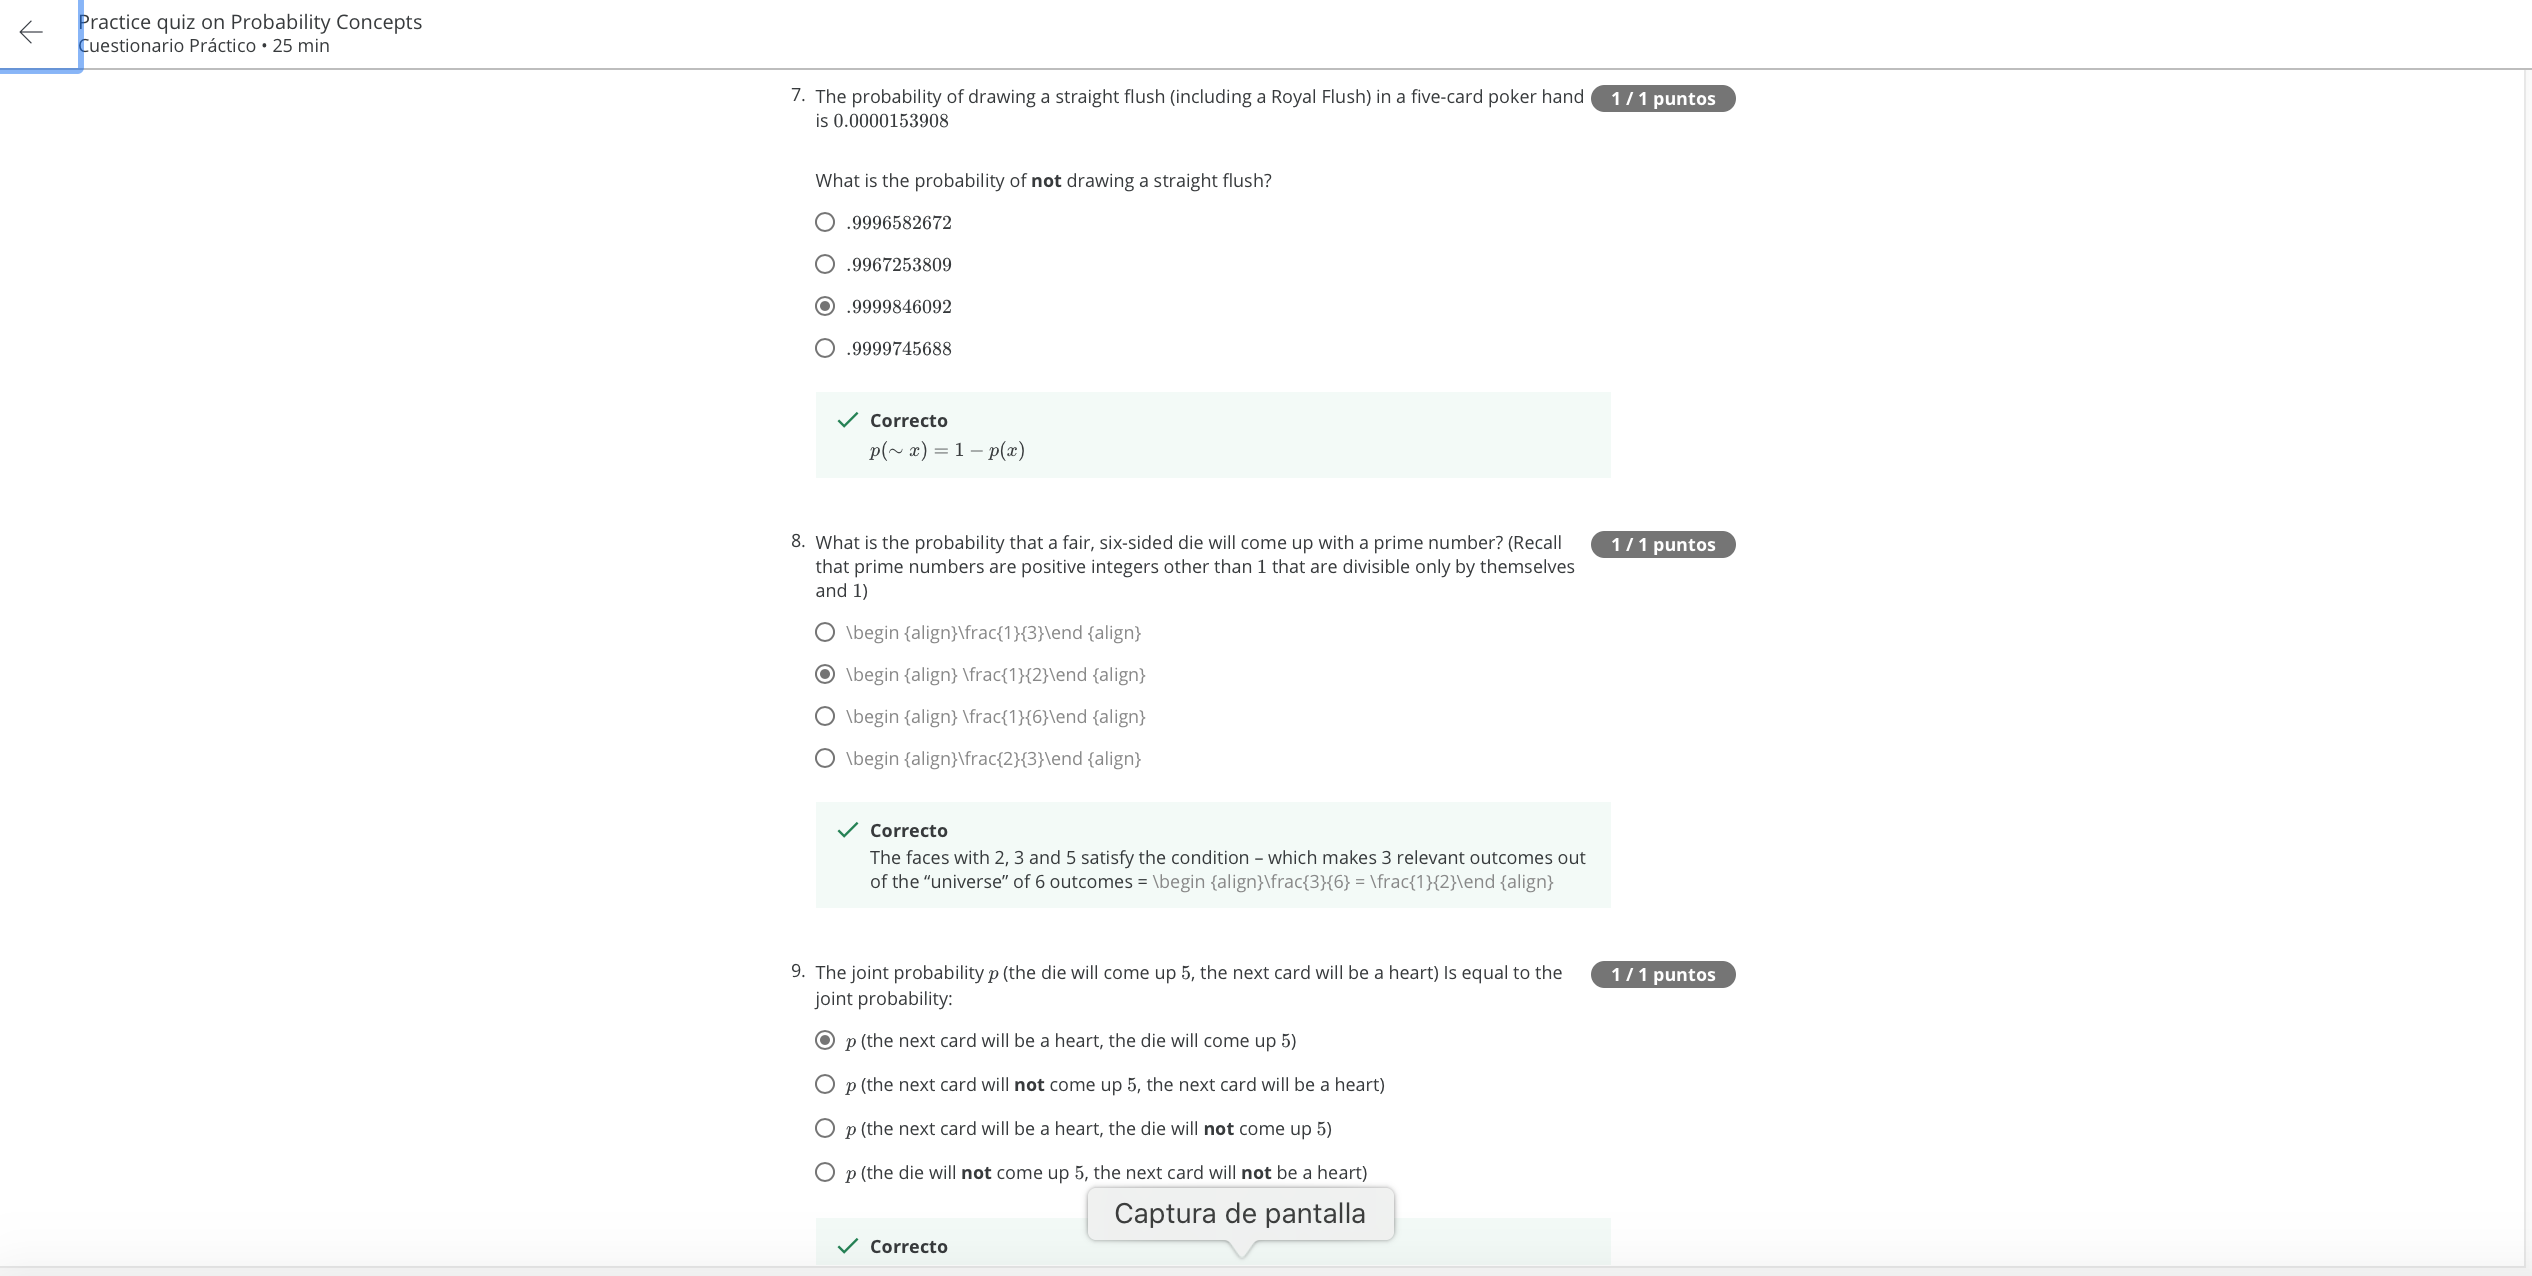 Practice quiz on Probability Concepts
Cuestionario Práctico • 25 min
7. The probability of drawing a straight flush (including a Royal Flush) in a five-card poker hand
is 0.0000153908
1 / 1 puntos
What is the probability of not drawing a straight flush?
.9996582672
.9967253809
.9999846092
.9999745688
Correcto
p(∼ x) = 1 − p(x)
8. What is the probability that a fair, six-sided die will come up with a prime number? (Recall
that prime numbers are positive integers other than 1 that are divisible only by themselves
and 1)
1 / 1 puntos
\begin {align}\frac{1}{3}\end {align}
\begin {align} \frac{1}{2}\end {align}
\begin {align} \frac{1}{6}\end {align}
\begin {align}\frac{2}{3}\end {align}
Correcto
The faces with 2, 3 and 5 satisfy the condition – which makes 3 relevant outcomes out
of the “universe” of 6 outcomes = \begin {align}\frac{3}{6} = \frac{1}{2}\end {align}
9. The joint probability p (the die will come up 5, the next card will be a heart) Is equal to the
joint probability:
1 / 1 puntos
p (the next card will be a heart, the die will come up 5)
p (the next card will not come up 5, the next card will be a heart)
p (the next card will be a heart, the die will not come up 5)
p (the die will not come up 5, the next card will not be a heart)
Captura de pantalla
Correcto